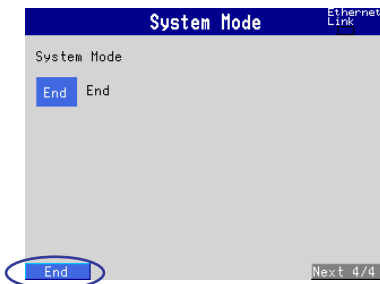 System Mode
Ethernet
Link
System Mode
End End
End
Next 4/4